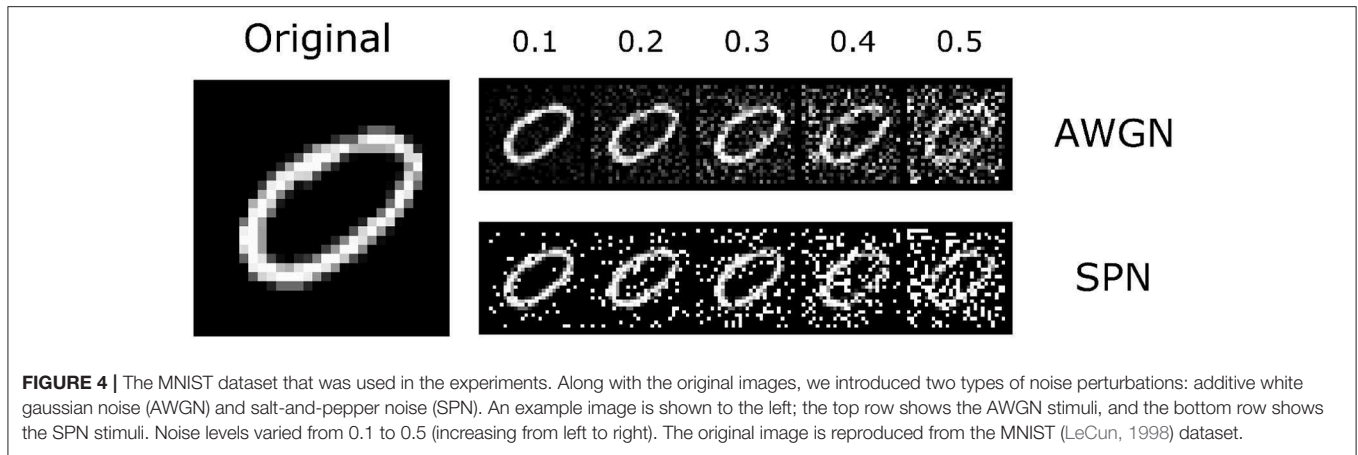 Original 0.1 0.2 0.3 0.4 0.5
AWGN
SPN
FIGURE 4 | The MNIST dataset that was used in the experiments. Along with the original images, we introduced two types of noise perturbations: additive white
gaussian noise (AWGN) and salt-and-pepper noise (SPN). An example image is shown to the left; the top row shows the AWGN stimuli, and the bottom row shows
the SPN stimuli. Noise levels varied from 0.1 to 0.5 (increasing from left to right). The original image is reproduced from the MNIST (LeCun, 1998) dataset.